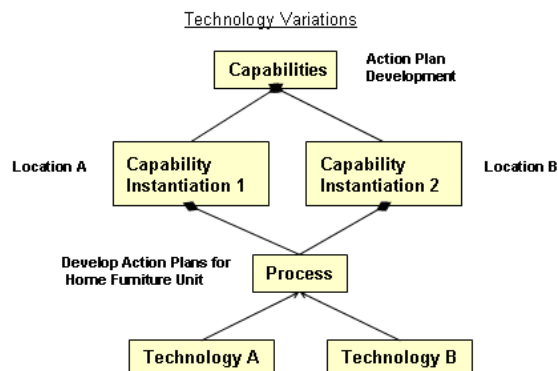 Technology Variations
Capabilities
Action Plan
Development
Location A
Capability
Instantiation 1
Capability
Instantiation 2
Location B
Develop Action Plans for
Home Furniture Unit
Process
Technology A
Technology B